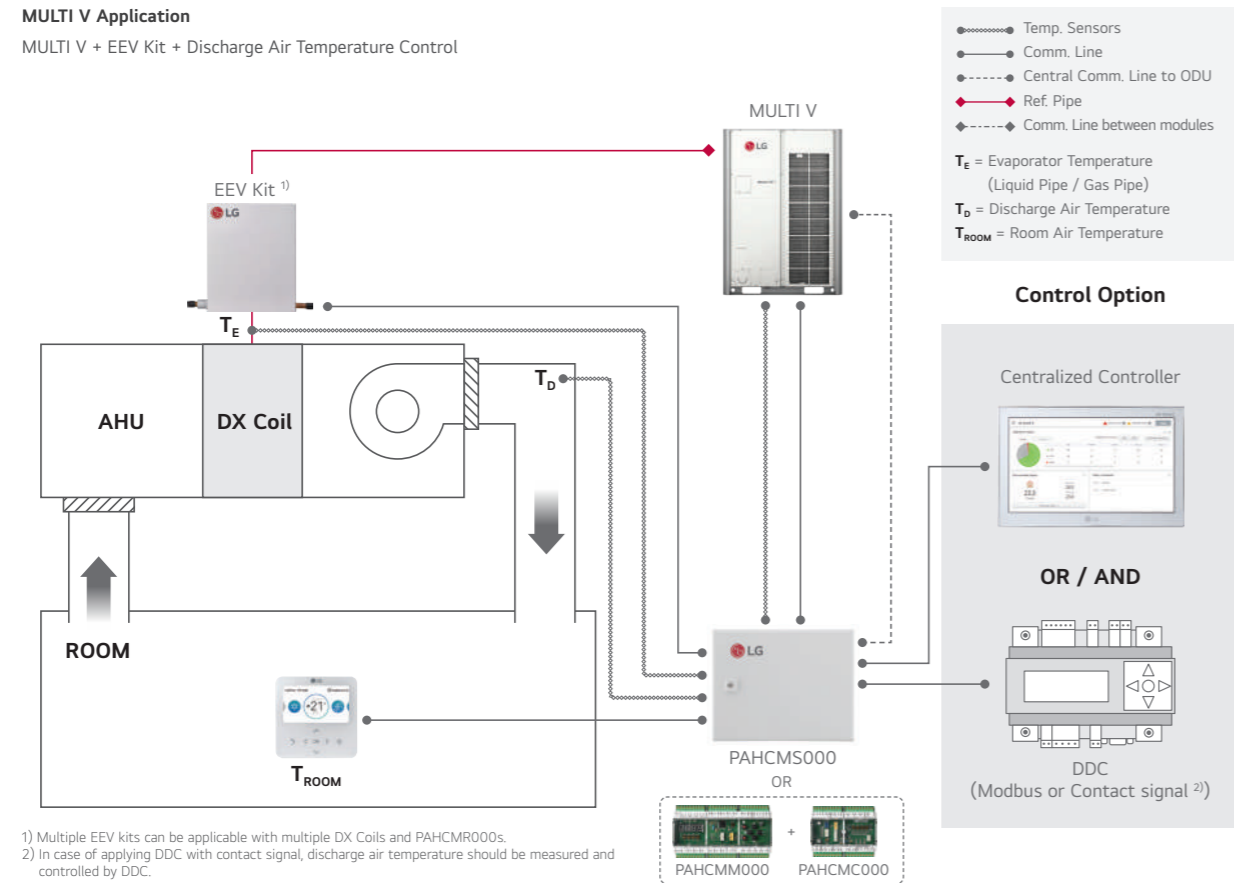 MULTI V Application
MULTI V + EEV Kit + Discharge Air Temperature Control
Temp. Sensors
Comm. Line
Central Comm. Line to ODU
Ref. Pipe
Comm. Line between modules
TE = Evaporator Temperature
(Liquid Pipe / Gas Pipe)
TD = Discharge Air Temperature
TROOM = Room Air Temperature
MULTI V
LG
EEV Kit 1)
LG
TE
TD
AHU
DX Coil
ROOM
LG
21
TROOM
LG
PAHCMS000
OR
+
PAHCMM000
PAHCMC000
Control Option
Centralized Controller
LG
OR / AND
DDC
(Modbus or Contact signal 2))
1) Multiple EEV kits can be applicable with multiple DX Coils and PAHCMR000s.
2) In case of applying DDC with contact signal, discharge air temperature should be measured and
controlled by DDC.